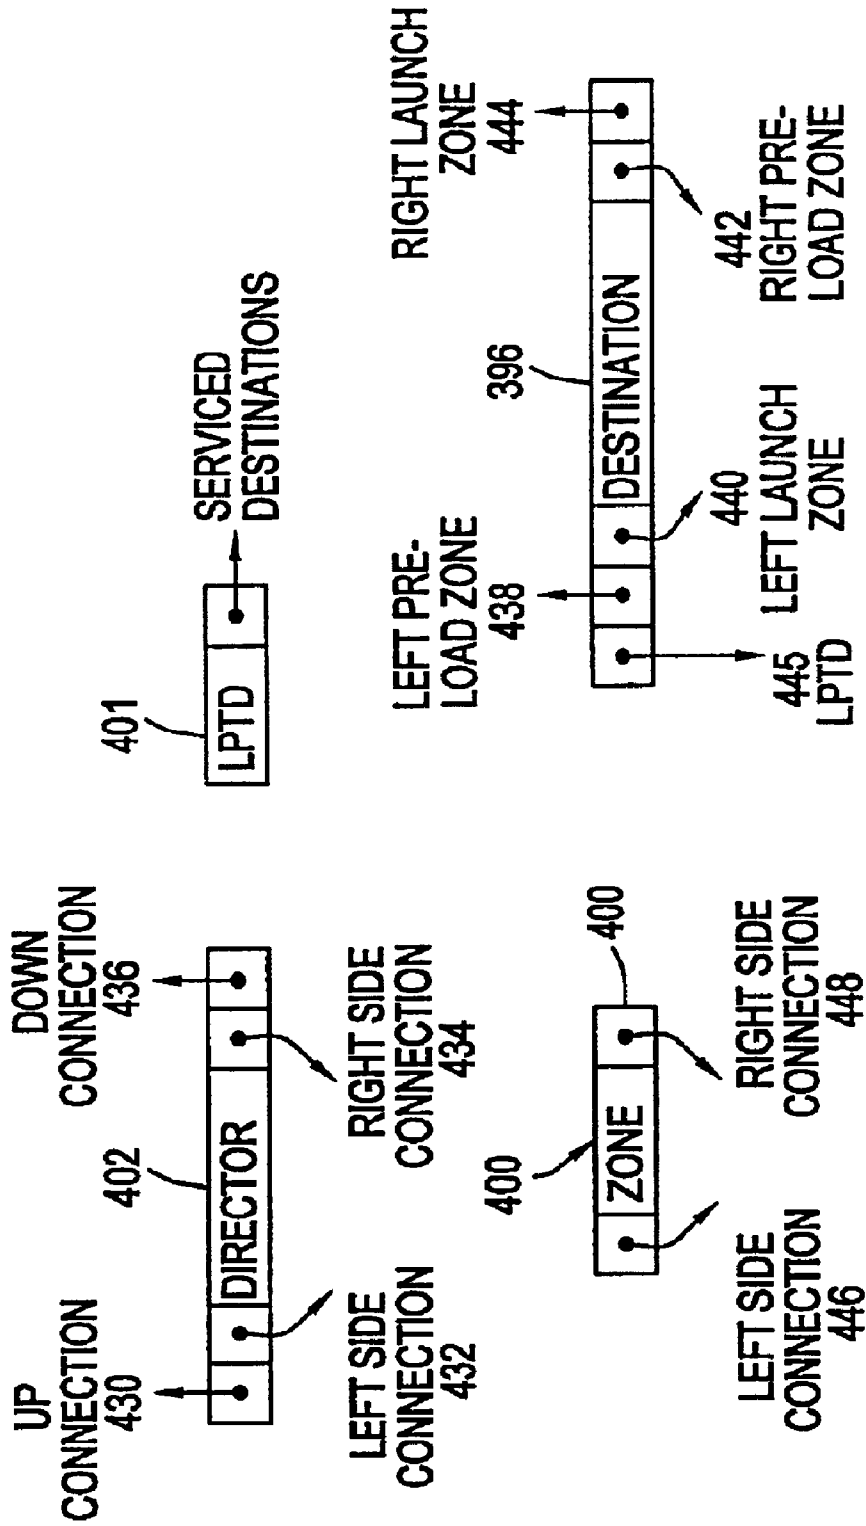 UP
CONNECTION
430
402
DOWN
CONNECTION
436
DIRECTOR
LEFT SIDE
CONNECTION
432
RIGHT SIDE
CONNECTION
434
401
LPTD
SERVICED
DESTINATIONS
400
ZONE
400
LEFT SIDE
CONNECTION
446
RIGHT SIDE
CONNECTION
448
LEFT PRE-
LOAD ZONE
438
396
RIGHT LAUNCH
ZONE
444
DESTINATION
445
LPTD
440
LEFT LAUNCH
ZONE
442
RIGHT PRE-
LOAD ZONE